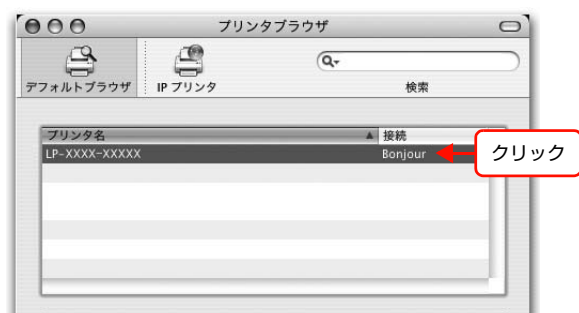 プリンタブラウザ
デフォルトブラウザ
IP プリンタ
検索
プリンタ名 接続
LP-XXXX-XXXXX Bonjour
クリック